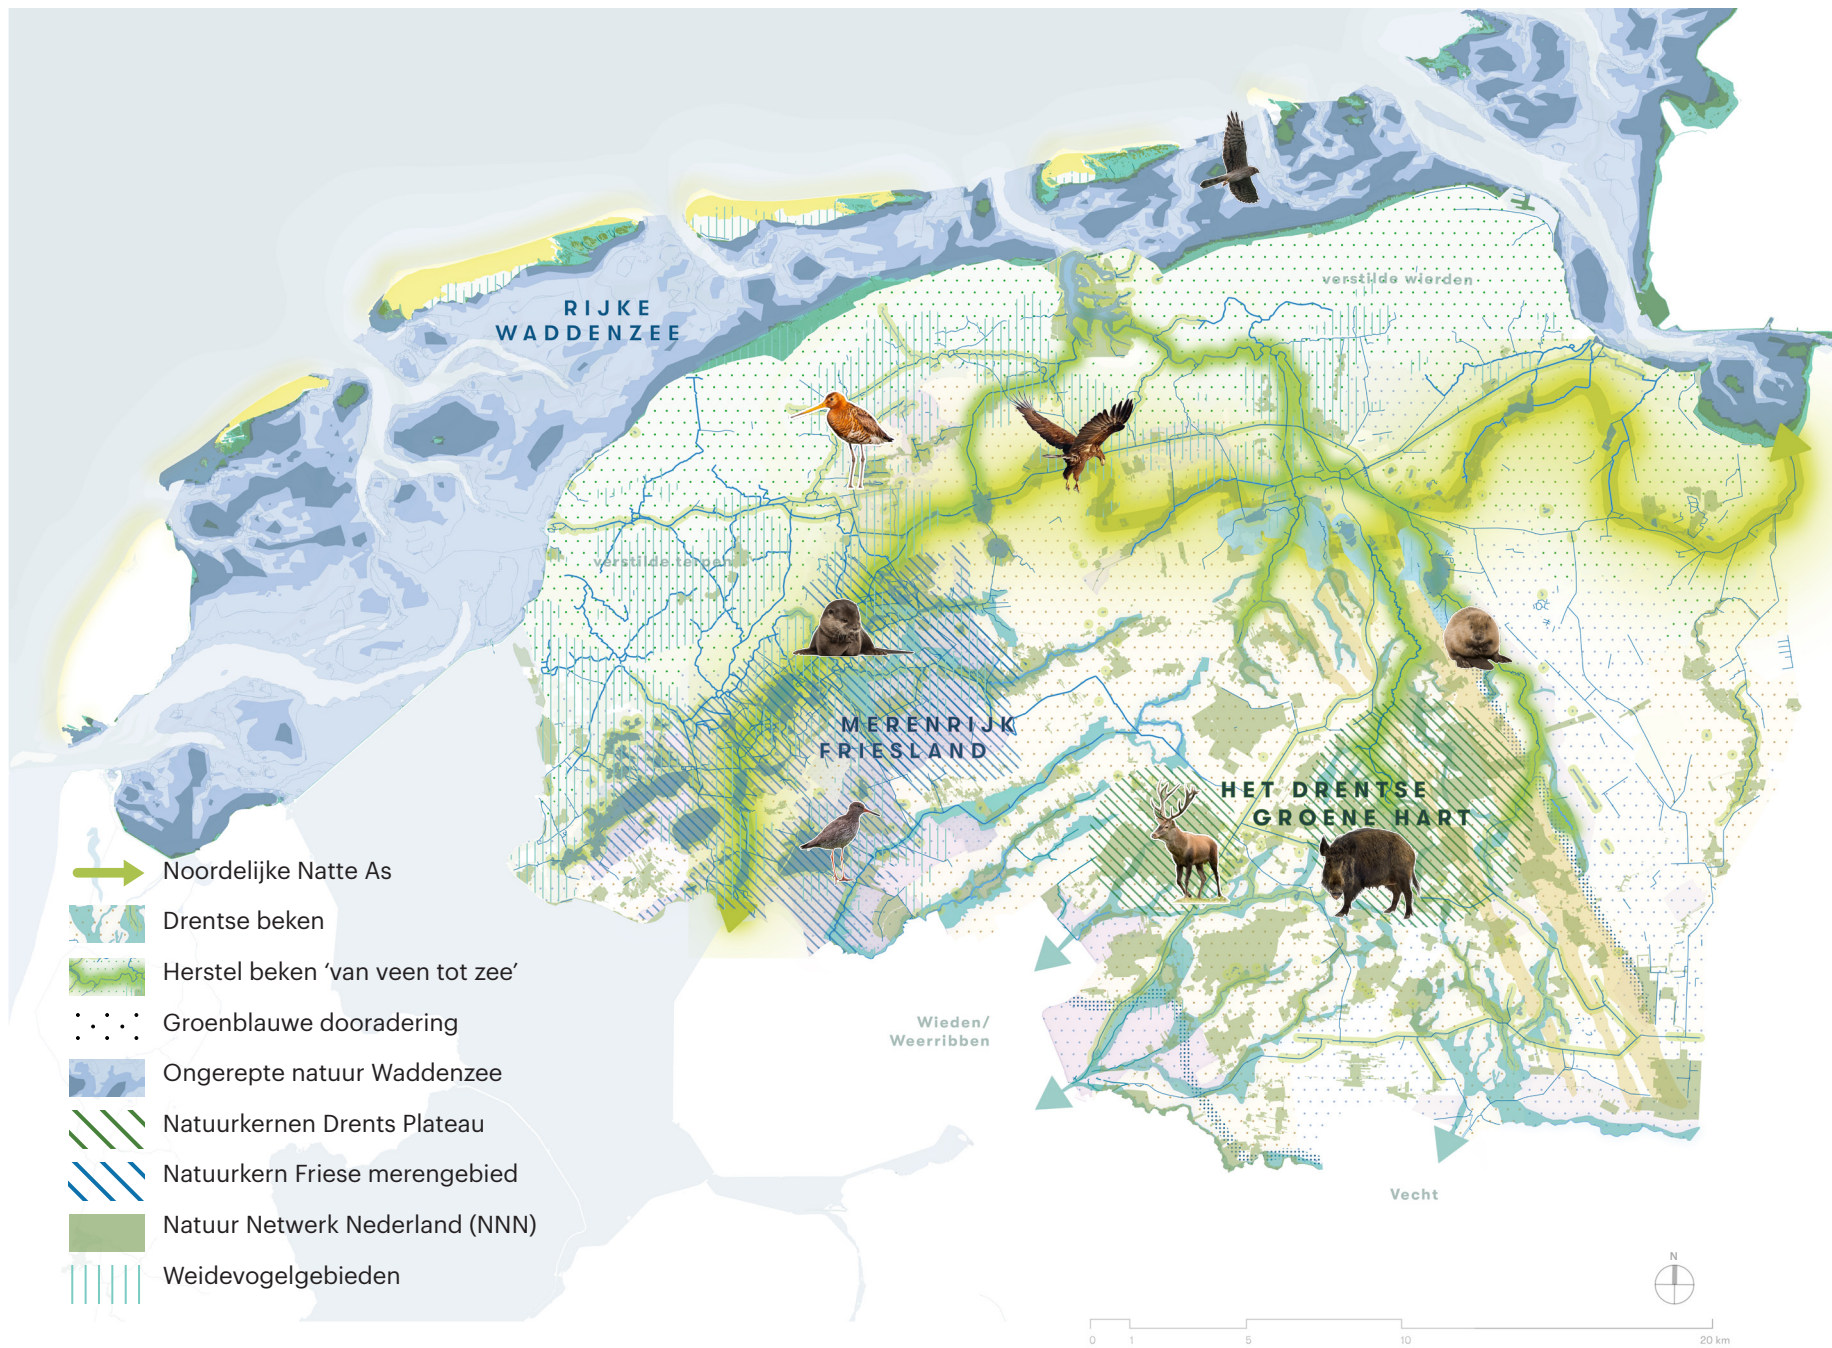 verstilde wierden
RIJKE
WADDENZEE
verstilde terpen
MERENRIJK
FRIESLAND
HET DRENTSE
GROENE HART
Noordelijke Natte As
Drentse beken
Herstel beken ‘van veen tot zee’
Groenblauwe dooradering
Ongerepte natuur Waddenzee
Natuurkernen Drents Plateau
Natuurkern Friese merengebied
Natuur Netwerk Nederland (NNN)
Weidevogelgebieden
Wieden/
Weerribben
Vecht
N
0 1 5 10 20 km